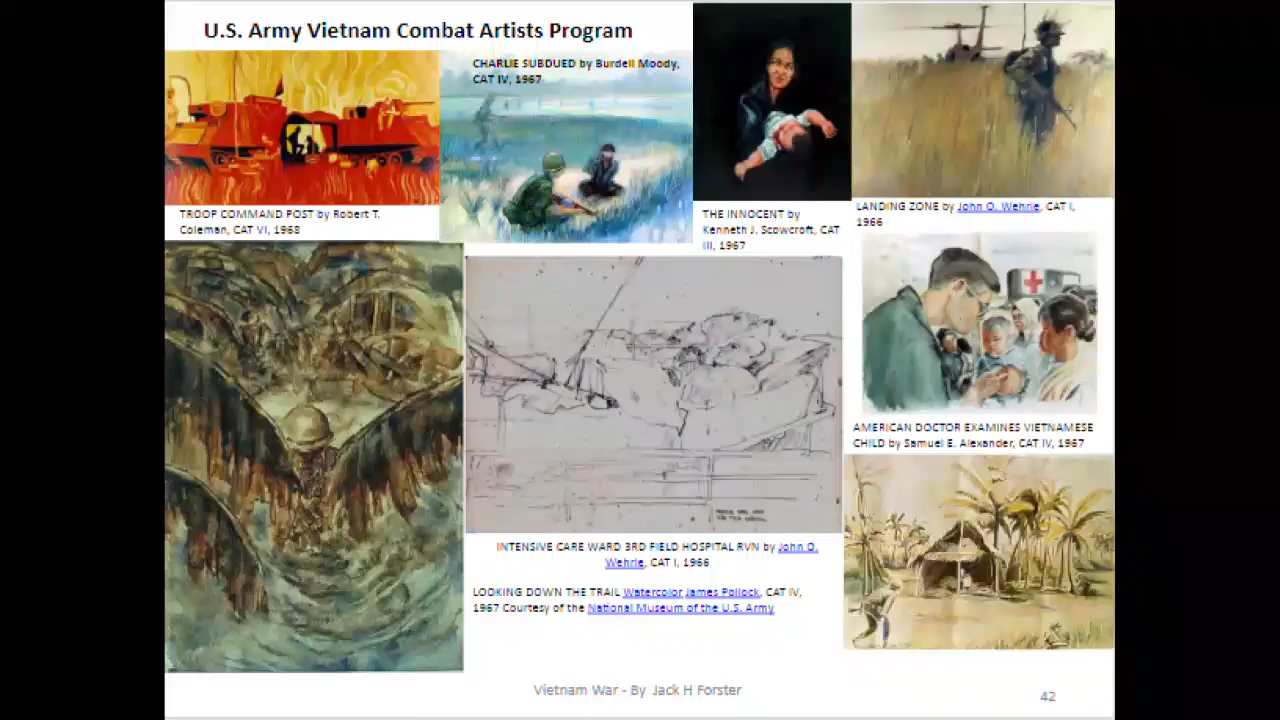 U.S. Army Vietnam Combat Artists Program
CHARLIE SUBDUED by Burdell Moody,
CAT IV, 1967
TROOP COMMAND POST by Robert T.
Coleman, CAT VI, 1968
THE INNOCENT by
Kenneth J. Scowcroft, CAT
III, 1967
LANDING ZONE by John O. Wehrle, CAT I,
1966
AMERICAN DOCTOR EXAMINES VIETNAMESE
CHILD by Samuel E. Alexander, CAT IV, 1967
INTENSIVE CARE WARD 3RD FIELD HOSPITAL RVN by John O.
Wehrle, CAT I, 1966
LOOKING DOWN THE TRAIL Watercolor James Pollock, CAT IV,
1967 Courtesy of the National Museum of the U.S. Army
Vietnam War - By Jack H Forster
42